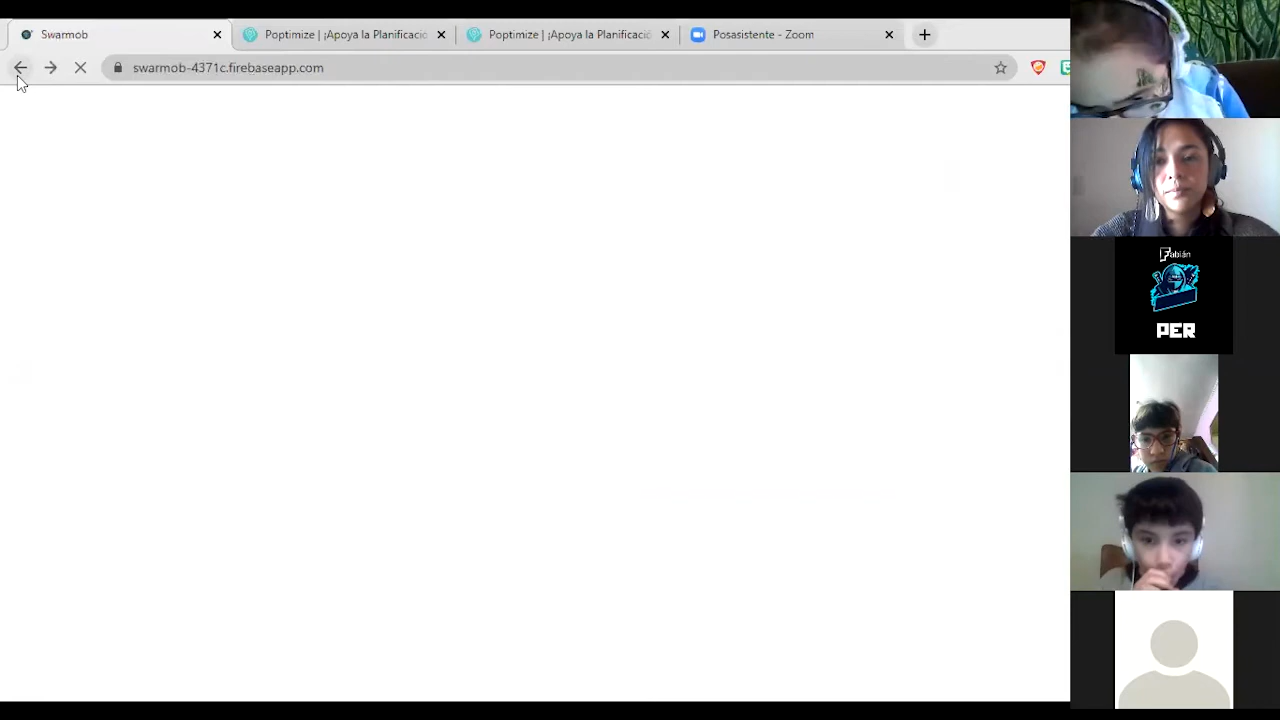 Swarmob
Poptimize | ¡Apoya la Planificació
Poptimize | ¡Apoya la Planificació
Posasistente - Zoom
swarmob-4371c.firebaseapp.com
Fabián
PER